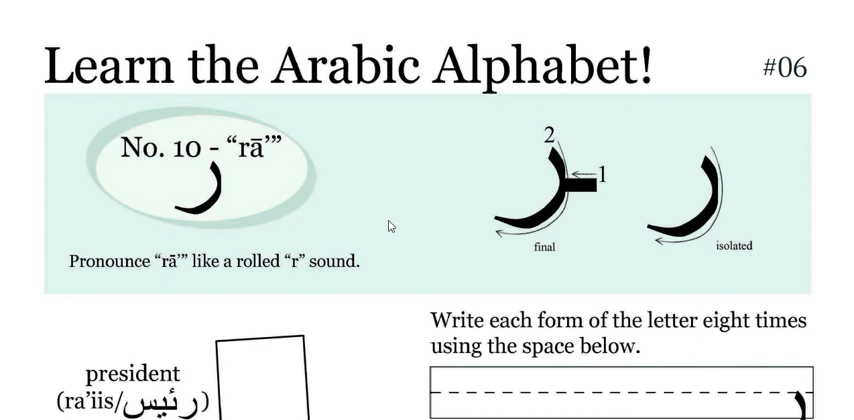 Learn the Arabic Alphabet!
#06
No. 10 - “rā’”
ر
Pronounce “rā’” like a rolled “r” sound.
2
1
ـر
final
ر
isolated
Write each form of the letter eight times
using the space below.
ر
president
(ra’iis/رئيس)